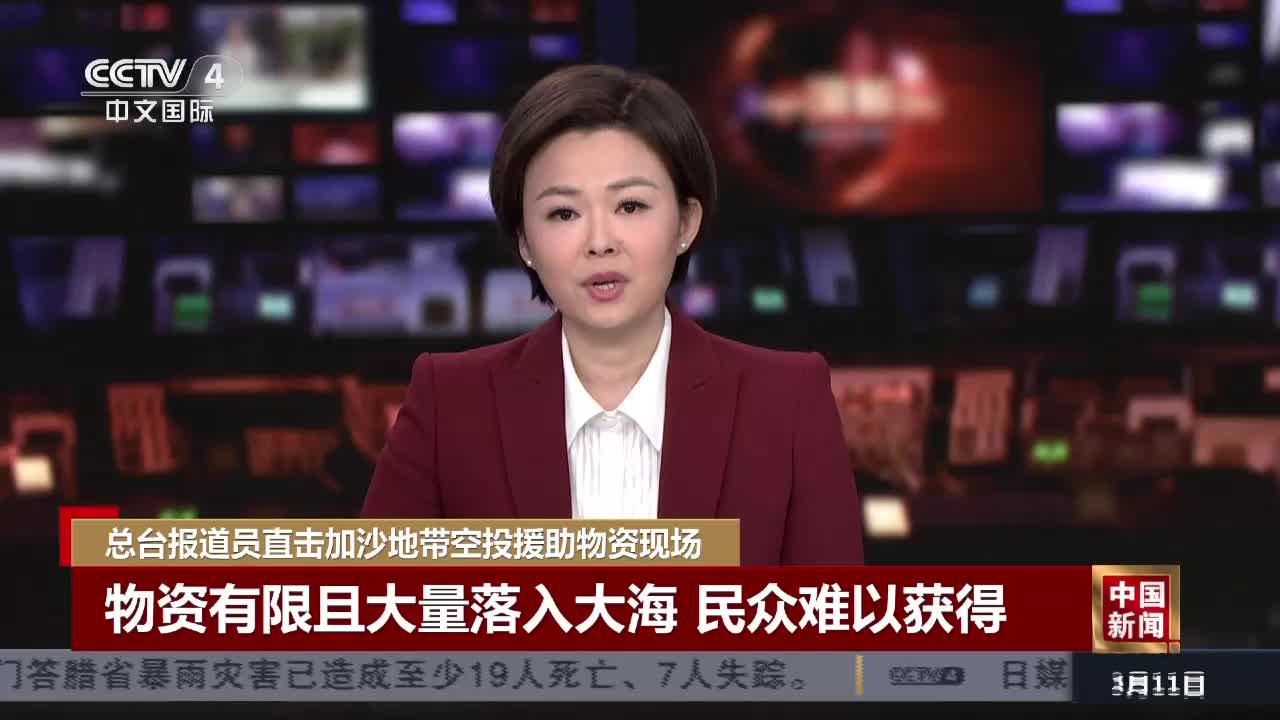 CCTV 4
中文国际
总台报道员直击加沙地带空投援助物资现场
物资有限且大量落入大海 民众难以获得
中国
新闻
门答腊省暴雨灾害已造成至少19人死亡、7人失踪。 CCTV 4 日媒
3月11日